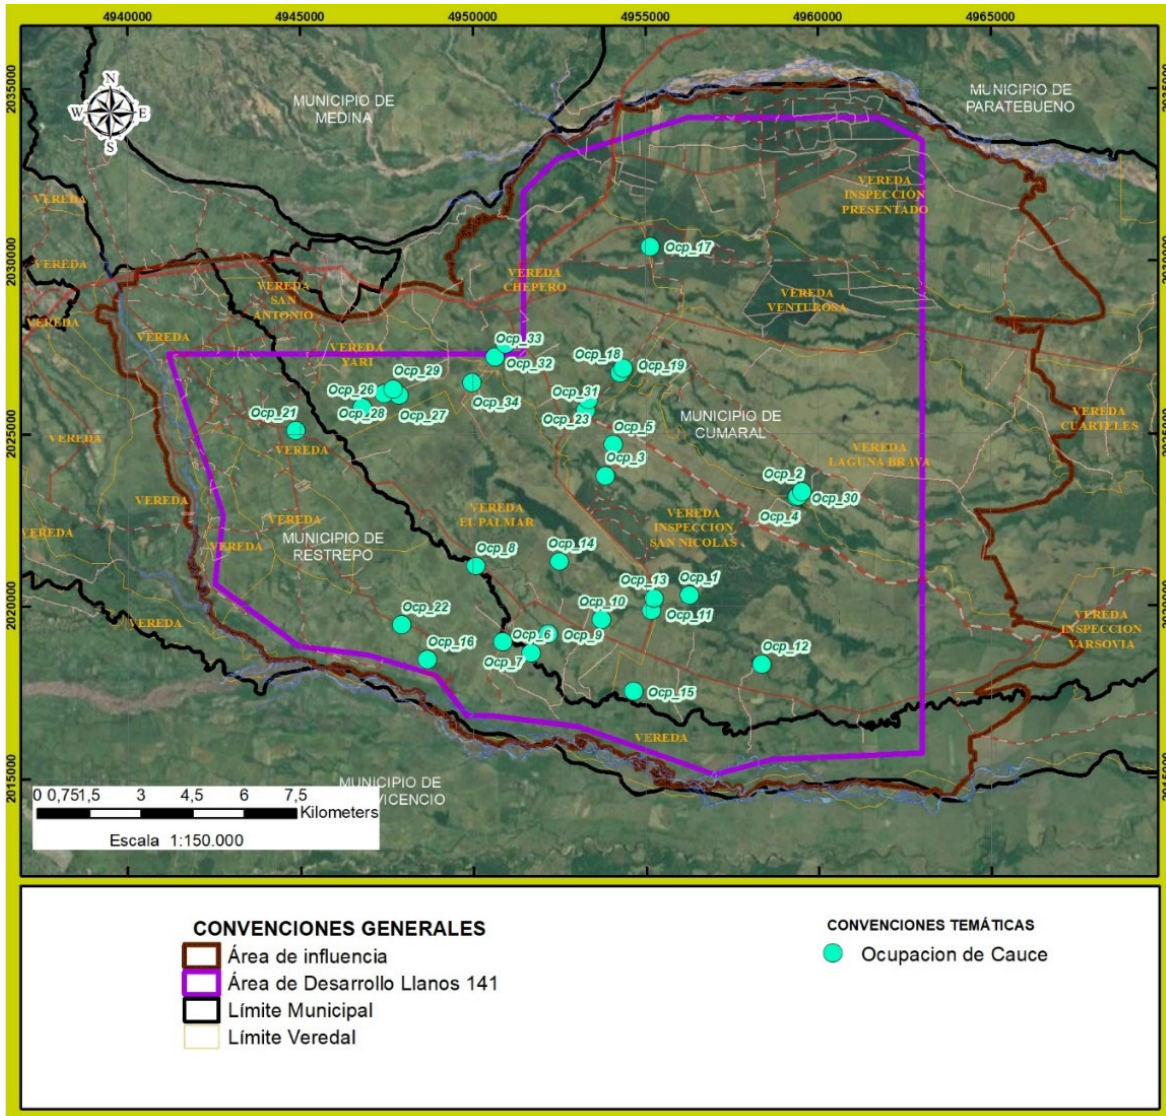 4940000 4945000 4950000 4955000 4960000 4965000
2035000
2030000
2025000
2020000
2015000
N
W E
S
MUNICIPIO DE
MEDINA
MUNICIPIO DE
PARATEBUENO
VEREDA
INSPECCIÓN
PRESENTADO
VEREDA
VEREDA
VEREDA
VEREDA
VEREDA
SAN
ANTONIO
VEREDA
CHEPERO
VEREDA
VENTUROSA
Ocp_17
VEREDA
VEREDA
YARI
Ocp_33
Ocp_32
Ocp_18
Ocp_19
Ocp_29
Ocp_26
Ocp_34
Ocp_31
Ocp_28
Ocp_27
Ocp_23
Ocp_21
Ocp_5
MUNICIPIO DE
CUMARAL
VEREDA
CUARTELES
VEREDA
VEREDA
Ocp_3
VEREDA
LAGUNA BRAVA
Ocp_2
Ocp_30
Ocp_4
VEREDA
VEREDA
VEREDA
VEREDA
MUNICIPIO DE
RESTREPO
VEREDA
EL PALMAR
VEREDA
INSPECCION
SAN NICOLAS
Ocp_14
Ocp_8
Ocp_13
Ocp_1
Ocp_10
Ocp_11
Ocp_22
Ocp_6
Ocp_9
Ocp_16
Ocp_7
Ocp_12
VEREDA
INSPECCION
VARSOVIA
Ocp_15
VEREDA
MUNICIPIO DE
VICENCIO
0 0,751,5 3 4,5 6 7,5
Kilometers
Escala 1:150.000
CONVENCIONES GENERALES
Área de influencia
Área de Desarrollo Llanos 141
Límite Municipal
Límite Veredal
CONVENCIONES TEMÁTICAS
Ocupacion de Cauce